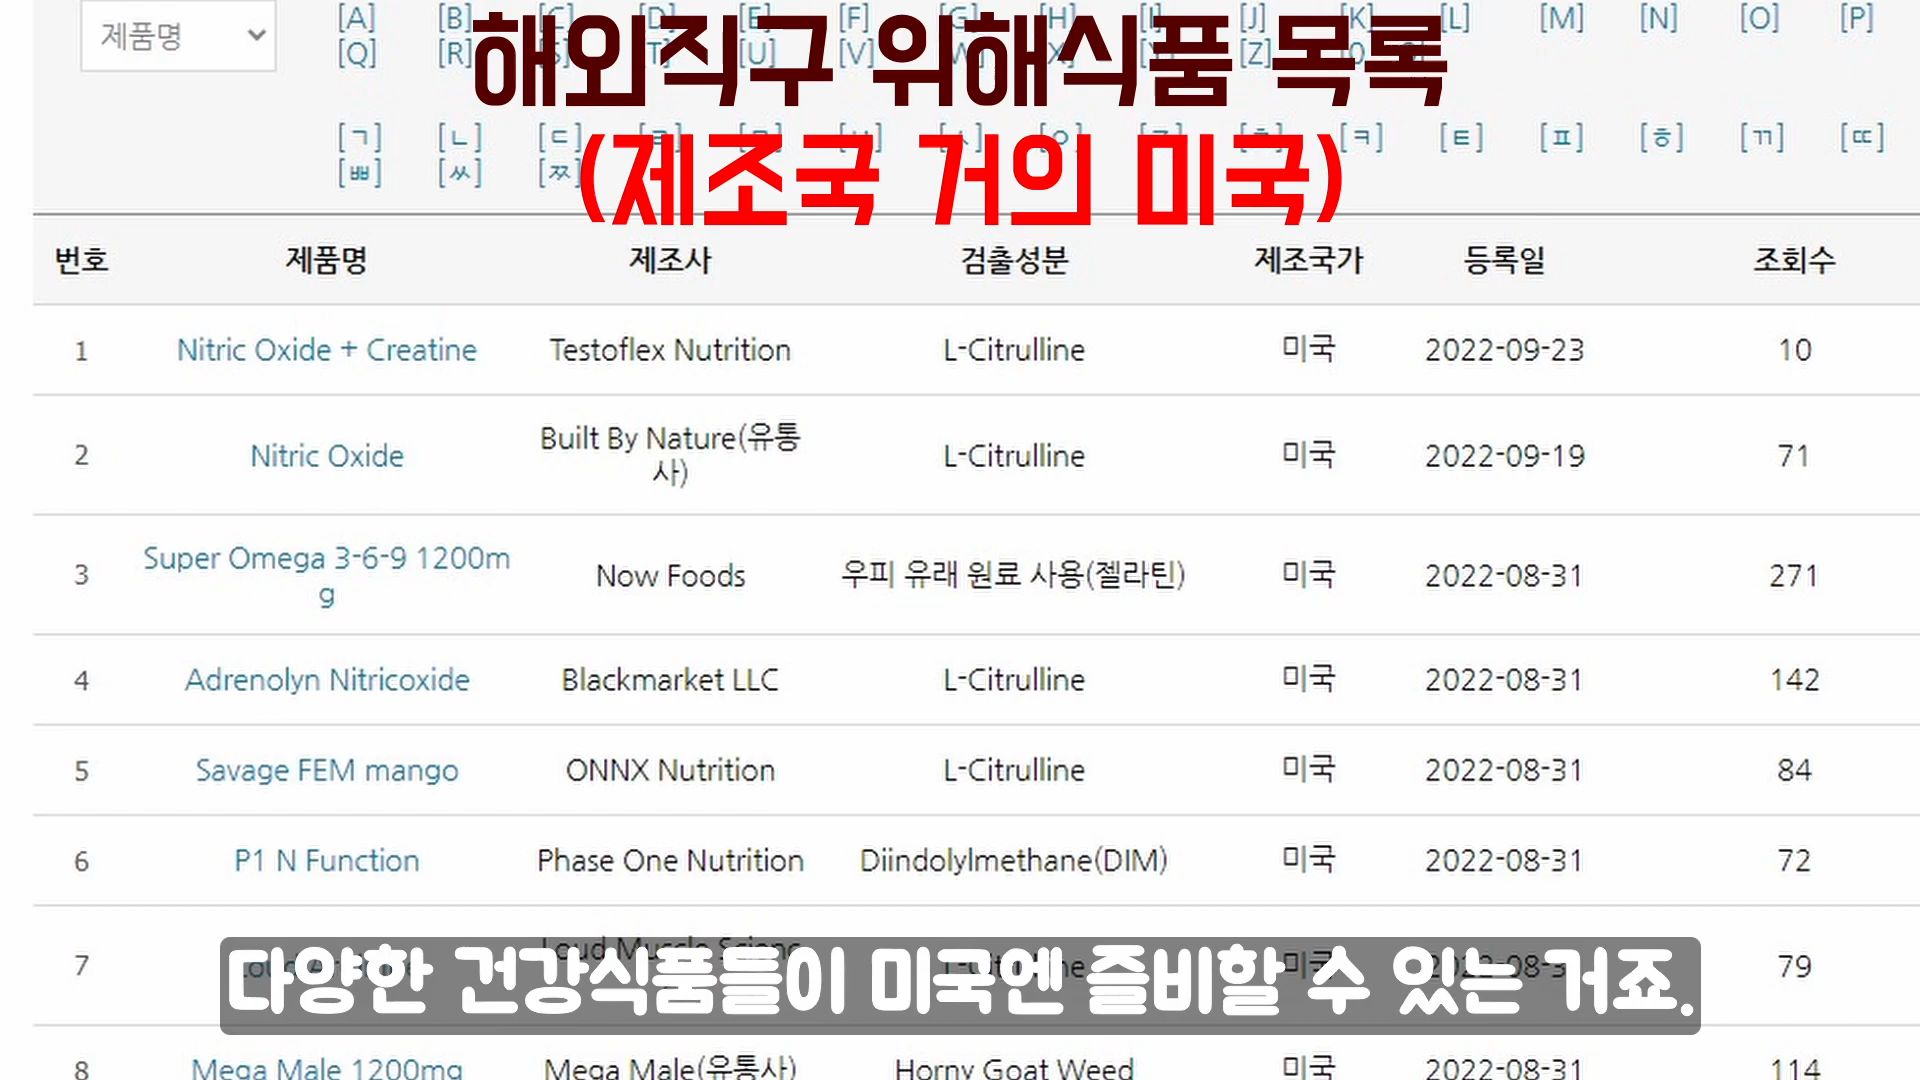 해외직구 위해식품 목록
(제조국 거의 미국)
제품명
[A] [B] [C] [D] [E] [F] [G] [H] [I] [J] [K] [L] [M] [N] [O] [P]
[Q] [R] [S] [T] [U] [V] [W] [X] [Y] [Z]
[ㄱ] [ㄴ] [ㄷ] [ㄹ] [ㅁ] [ㅂ] [ㅅ] [ㅇ] [ㅈ] [ㅊ] [ㅋ] [ㅌ] [ㅍ] [ㅎ] [ㄲ] [ㄸ]
[ㅃ] [ㅆ] [ㅉ]
번호 제품명 제조사 검출성분 제조국가 등록일 조회수
1 Nitric Oxide + Creatine Testoflex Nutrition L-Citrulline 미국 2022-09-23 10
2 Nitric Oxide Built By Nature(유통
사) L-Citrulline 미국 2022-09-19 71
3 Super Omega 3-6-9 1200m
g Now Foods 우피 유래 원료 사용(젤라틴) 미국 2022-08-31 271
4 Adrenolyn Nitricoxide Blackmarket LLC L-Citrulline 미국 2022-08-31 142
5 Savage FEM mango ONNX Nutrition L-Citrulline 미국 2022-08-31 84
6 P1 N Function Phase One Nutrition Diindolylmethane(DIM) 미국 2022-08-31 72
7 79
다양한 건강식품들이 미국엔 즐비할 수 있는 거죠.
8 Mega Male 1200mg Mega Male(유통사) Horny Goat Weed 미국 2022-08-31 114